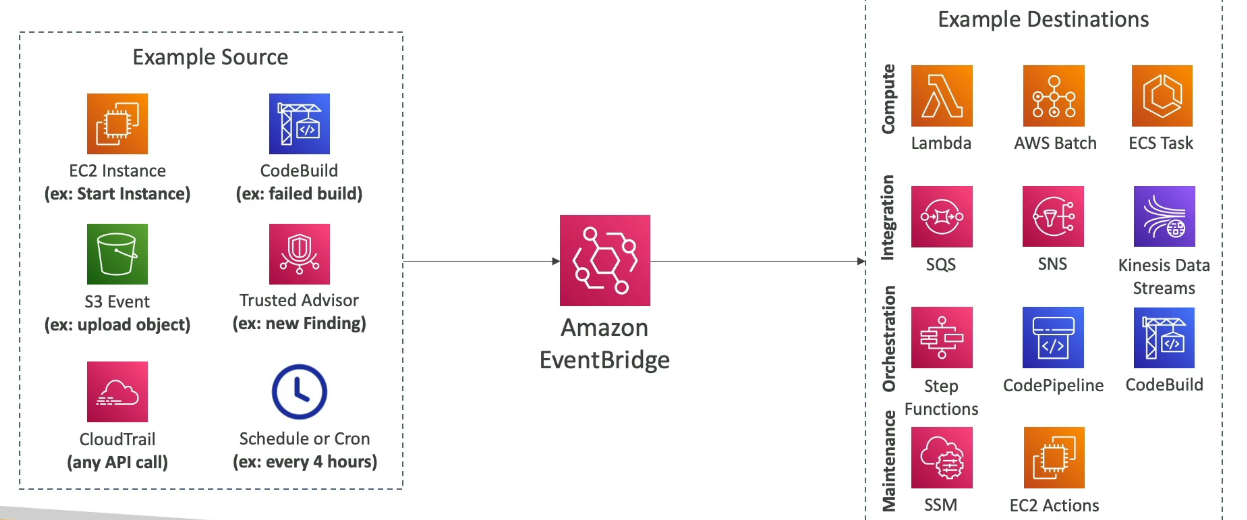 Example Source
EC2 Instance
(ex: Start Instance)
CodeBuild
(ex: failed build)
S3 Event
(ex: upload object)
Trusted Advisor
(ex: new Finding)
CloudTrail
(any API call)
Schedule or Cron
(ex: every 4 hours)
Amazon
EventBridge
Example Destinations
Compute
Lambda
AWS Batch
ECS Task
Integration
SQS
SNS
Kinesis Data
Streams
Orchestration
Step
Functions
CodePipeline
CodeBuild
Maintenance
SSM
EC2 Actions